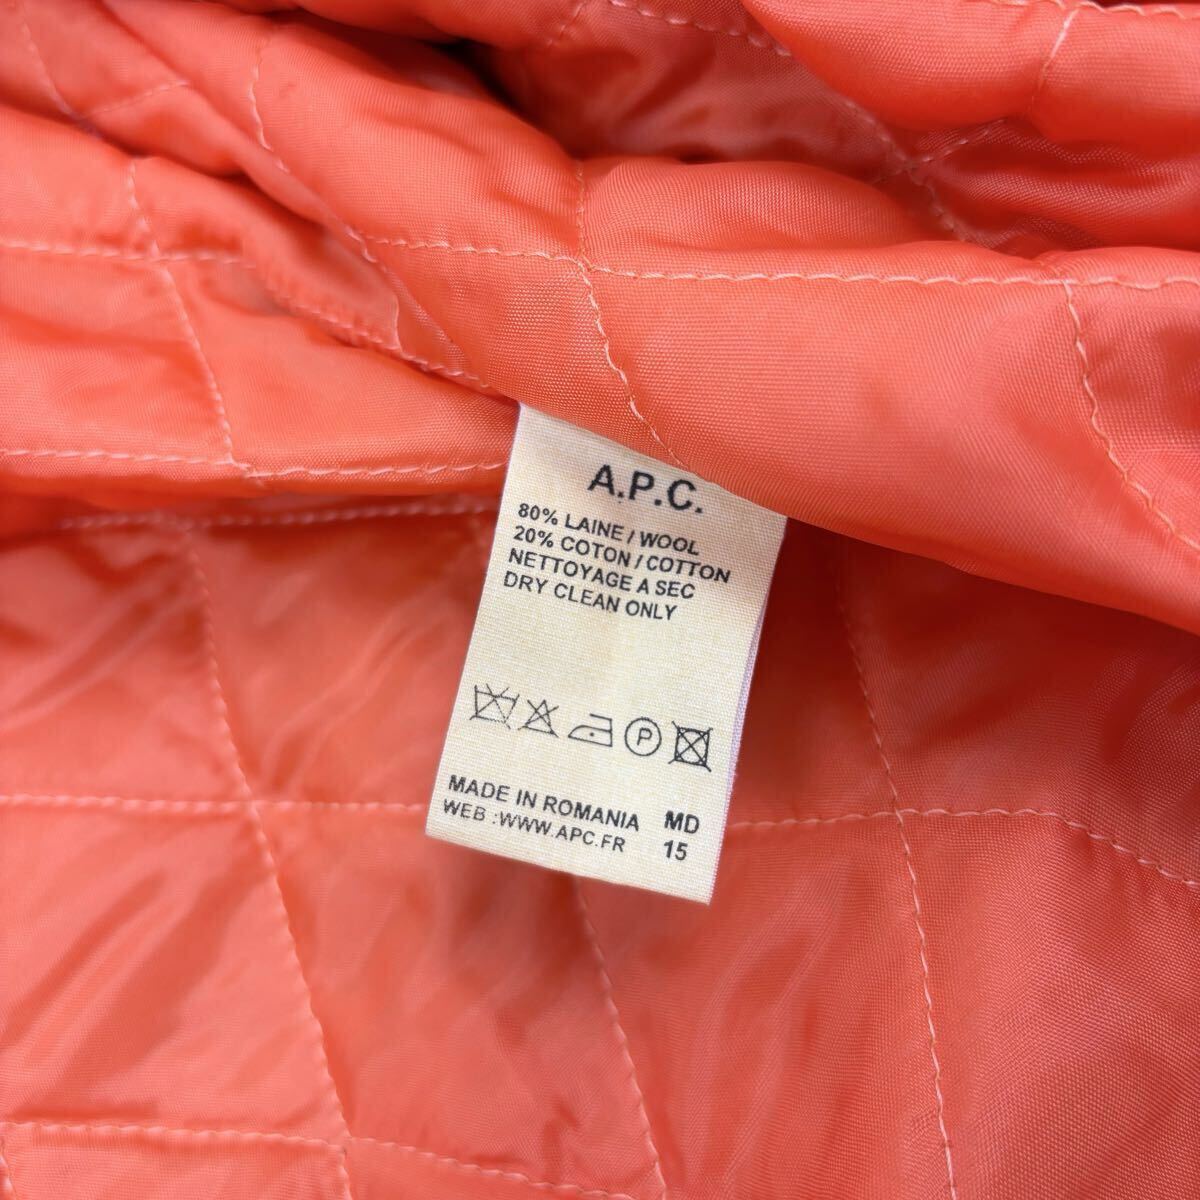 A.P.C.
80% LAINE / WOOL
20% COTON / COTTON
NETTOYAGE A SEC
DRY CLEAN ONLY
P
MADE IN ROMANIA MD
WEB :WWW.APC.FR 15